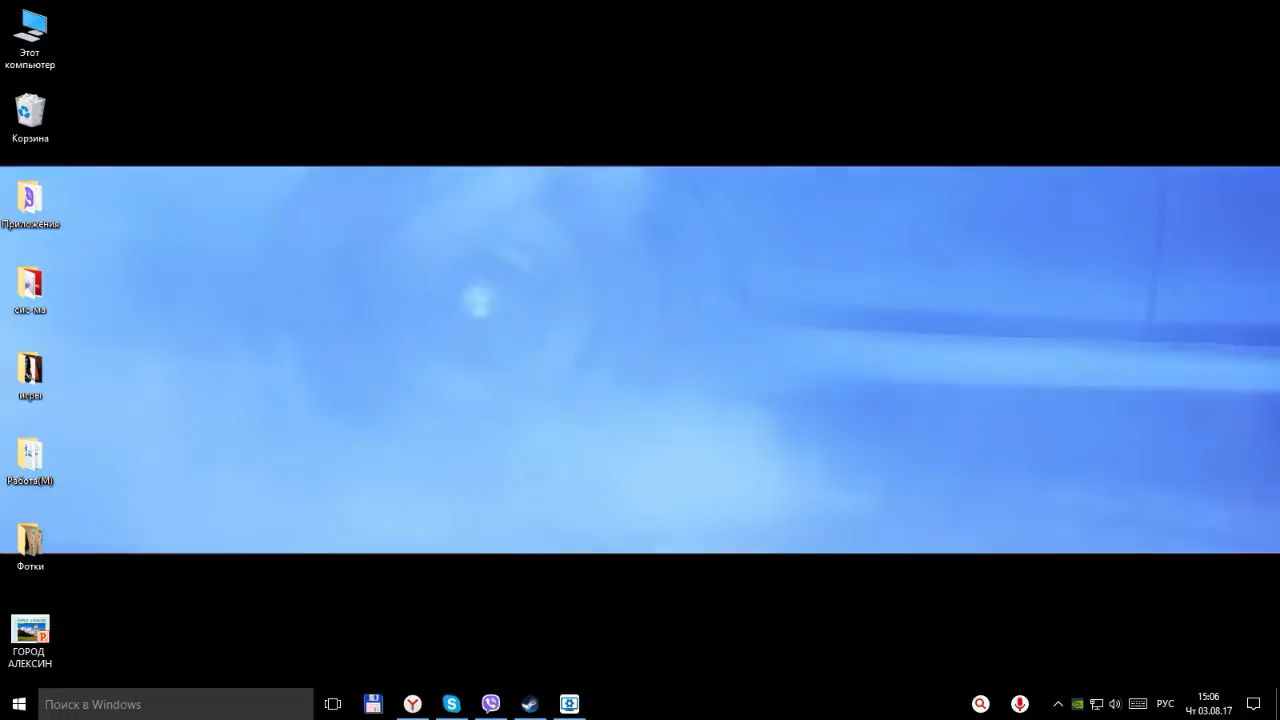 Этот
компьютер
Корзина
Приложения
сис-ма
игры
Работа(М)
Фотки
ГОРОД
АЛЕКСИН
Поиск в Windows
РУС
15:06
Чт 03.08.17